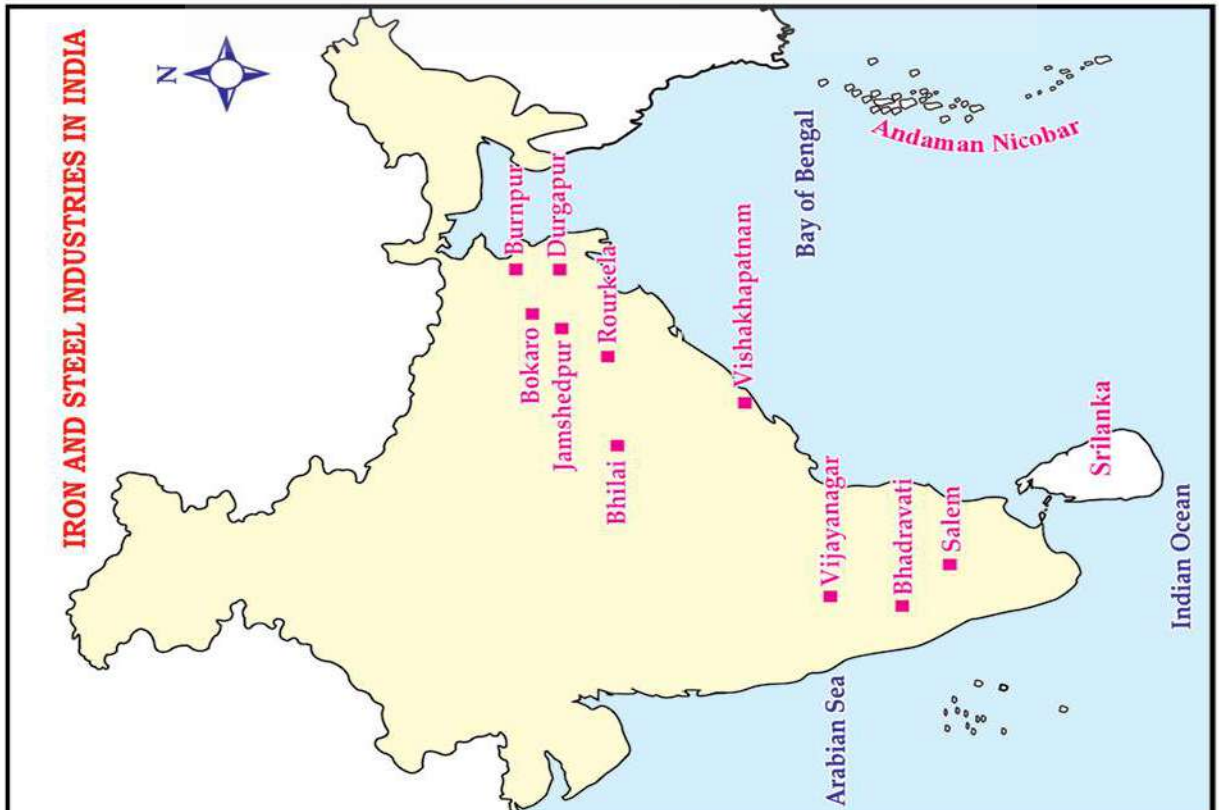 IRON AND STEEL INDUSTRIES IN INDIA
N
Burnpur
Durgapur
Bokaro
Jamshedpur
Rourkela
Bhilai
Vishakhapatnam
Vijayanagar
Bhadravati
Salem
Bay of Bengal
Andaman Nicobar
Arabian Sea
Srilanka
Indian Ocean